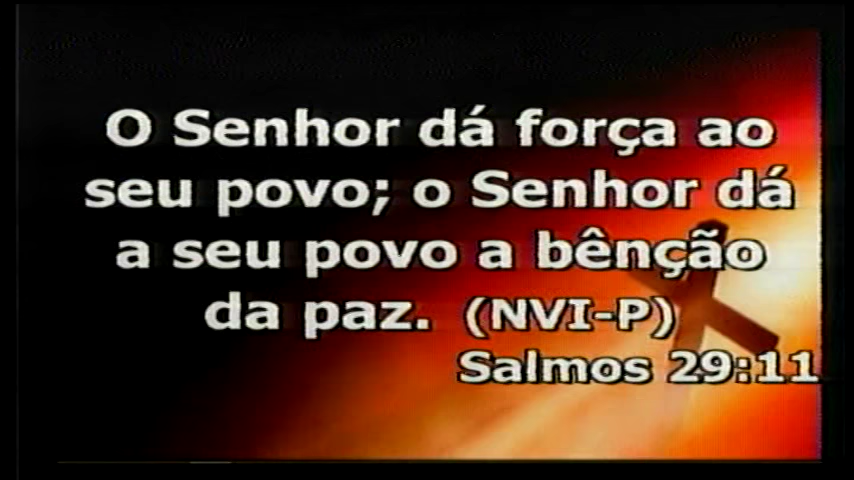 O Senhor dá força ao
seu povo; o Senhor dá
a seu povo a bênção
da paz. (NVI-P)
Salmos 29:11